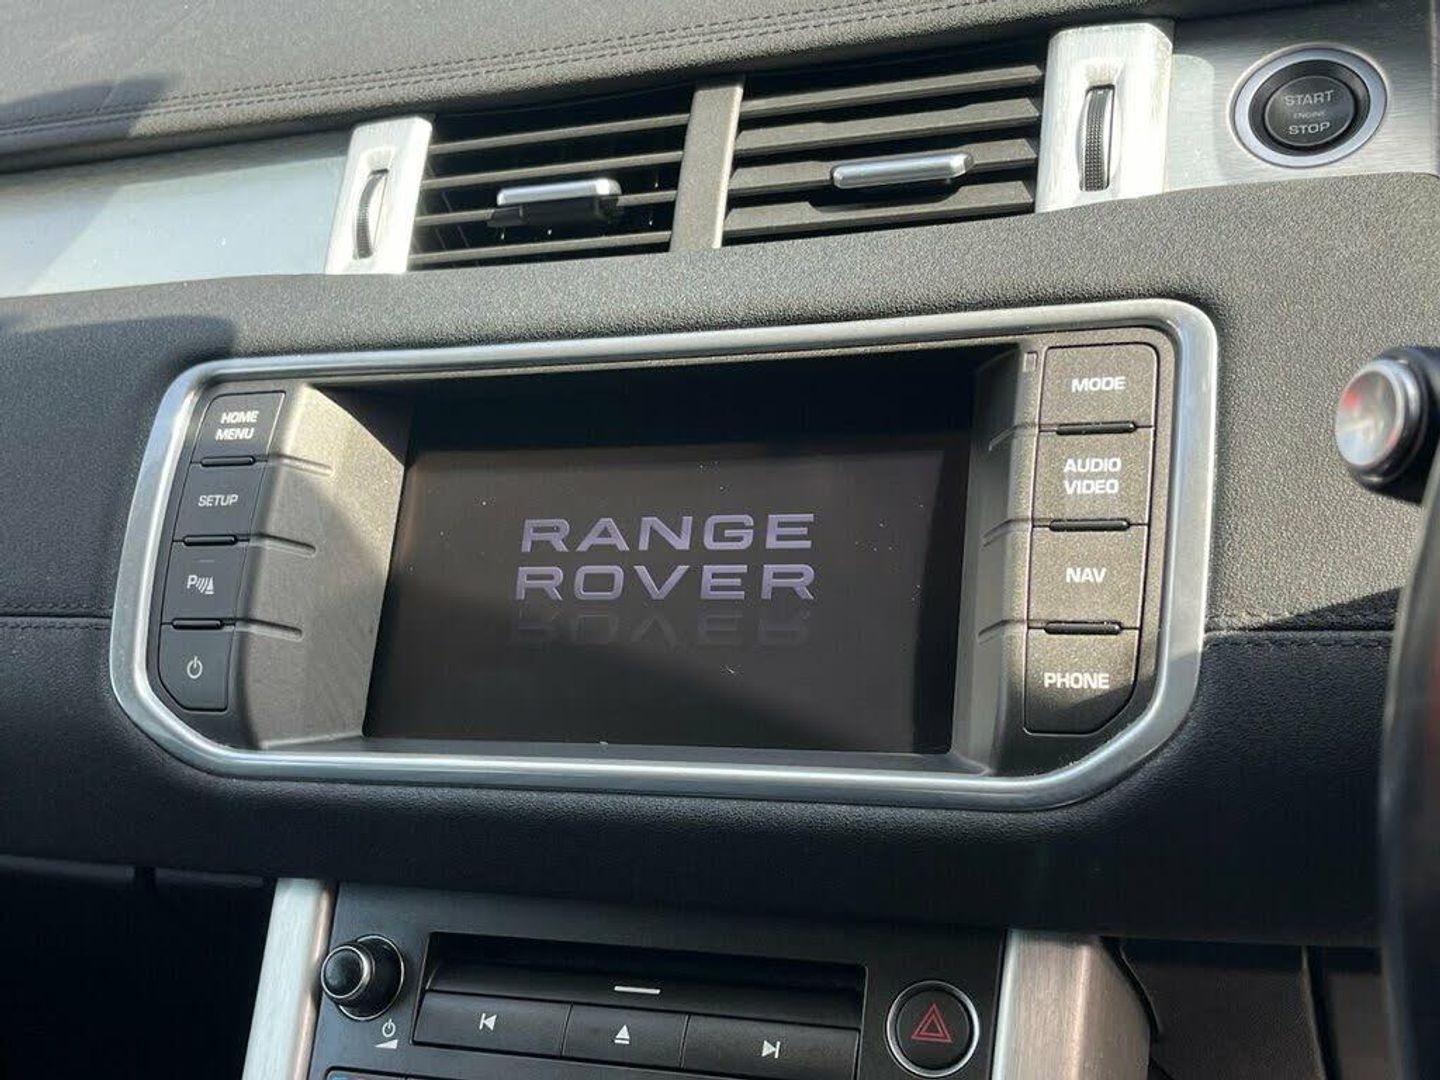 START
ENGINE
STOP
HOME
MENU
SETUP
P
RANGE
ROVER
MODE
AUDIO
VIDEO
NAV
PHONE